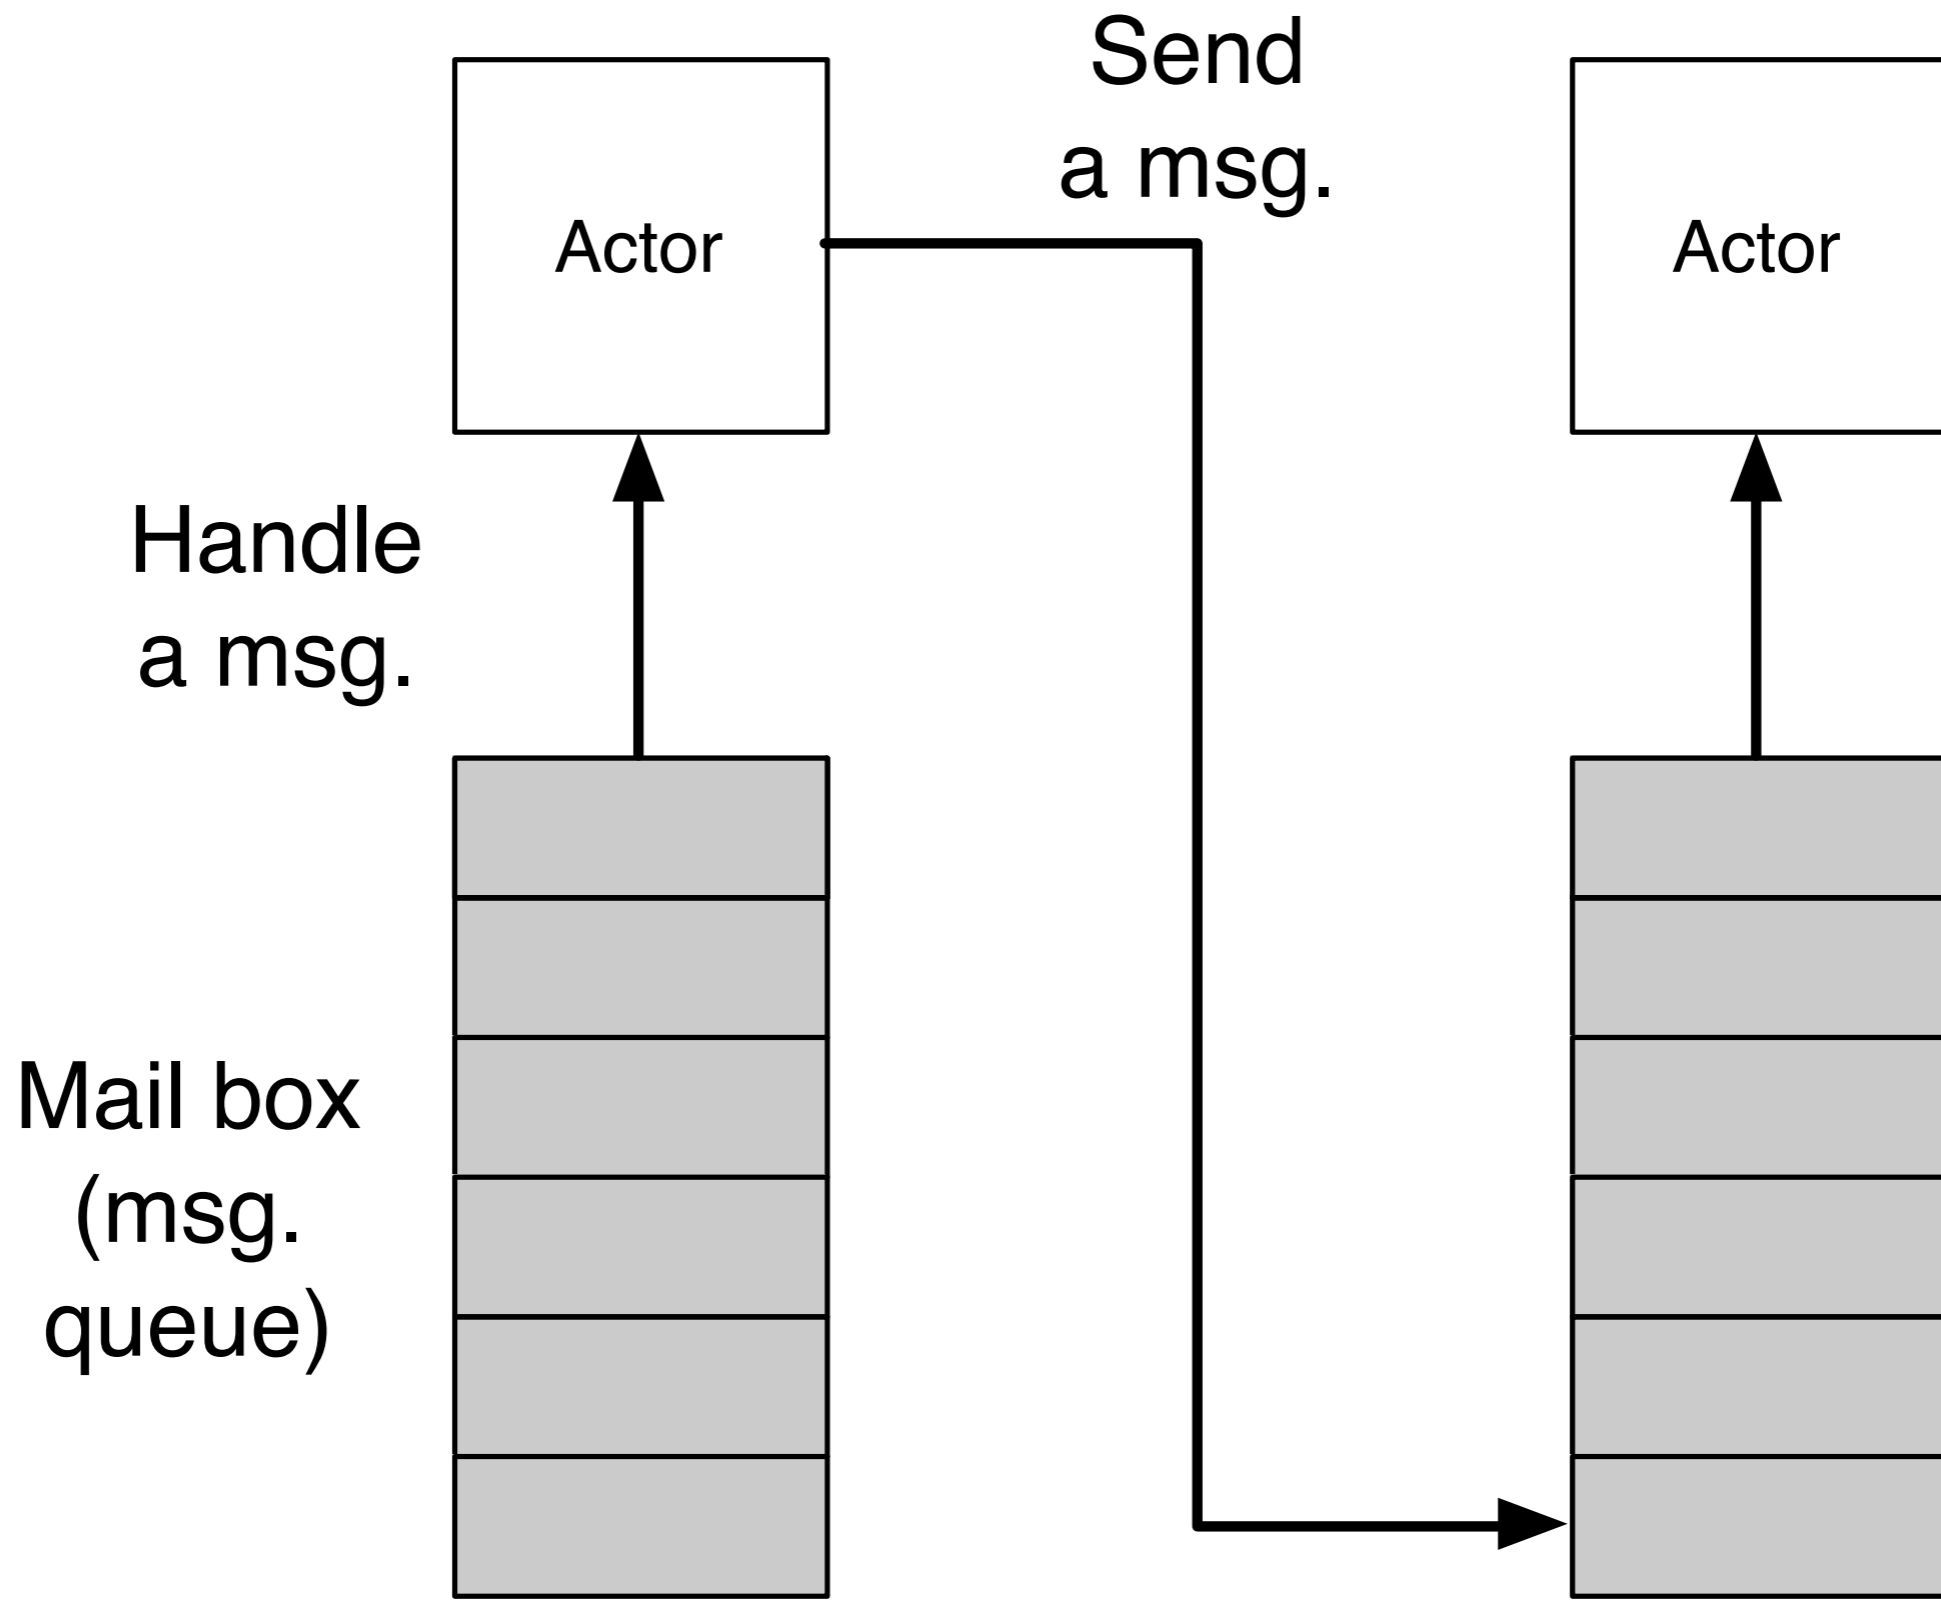 Send
a msg.
Actor
Actor
Handle
a msg.
Mail box
(msg.
queue)